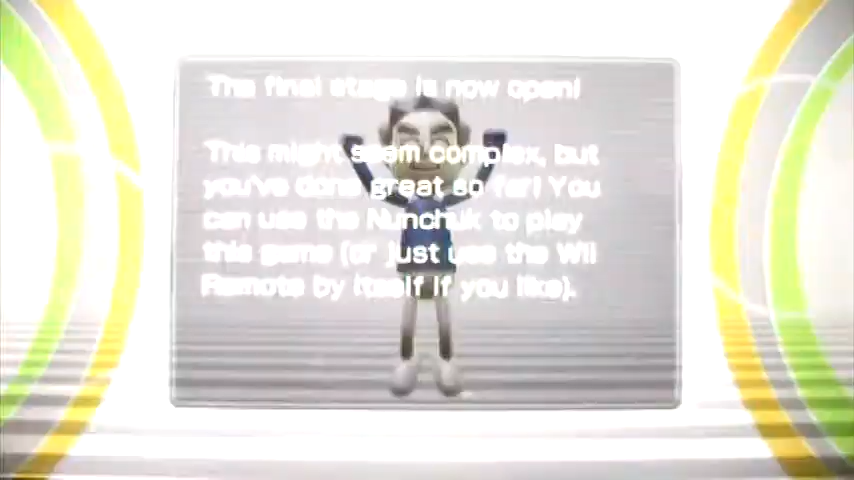 The final stage is now open!
This might seem complex, but
you've done great so far! You
can use the Nunchuk to play
this game (or just use the Wii
Remote by itself if you like).